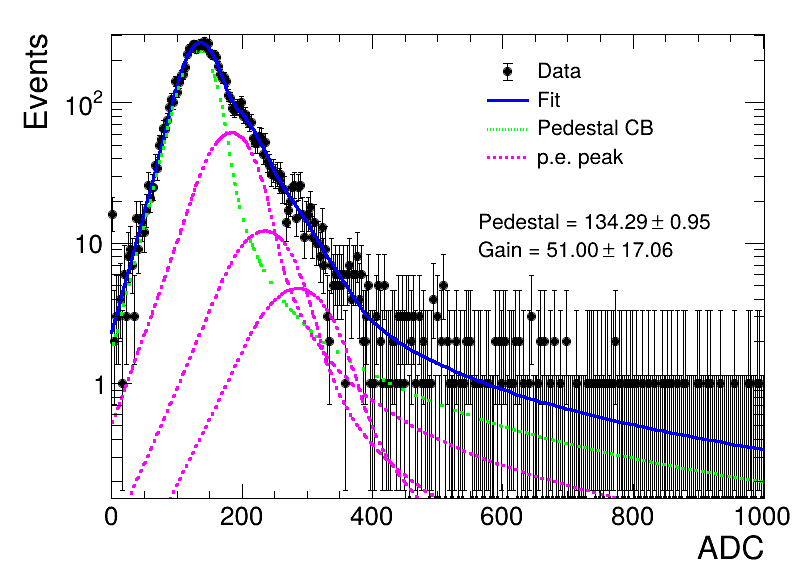 Events
10²
10
1
Data
Fit
Pedestal CB
p.e. peak
Pedestal = 134.29 ± 0.95
Gain = 51.00 ± 17.06
0 200 400 600 800 1000
ADC